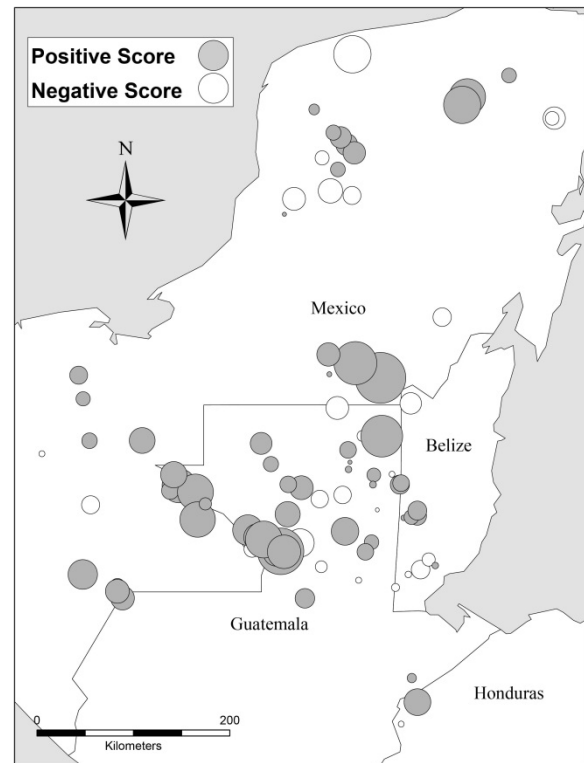 Positive Score
Negative Score
N
Mexico
Belize
Guatemala
Honduras
0 200
Kilometers